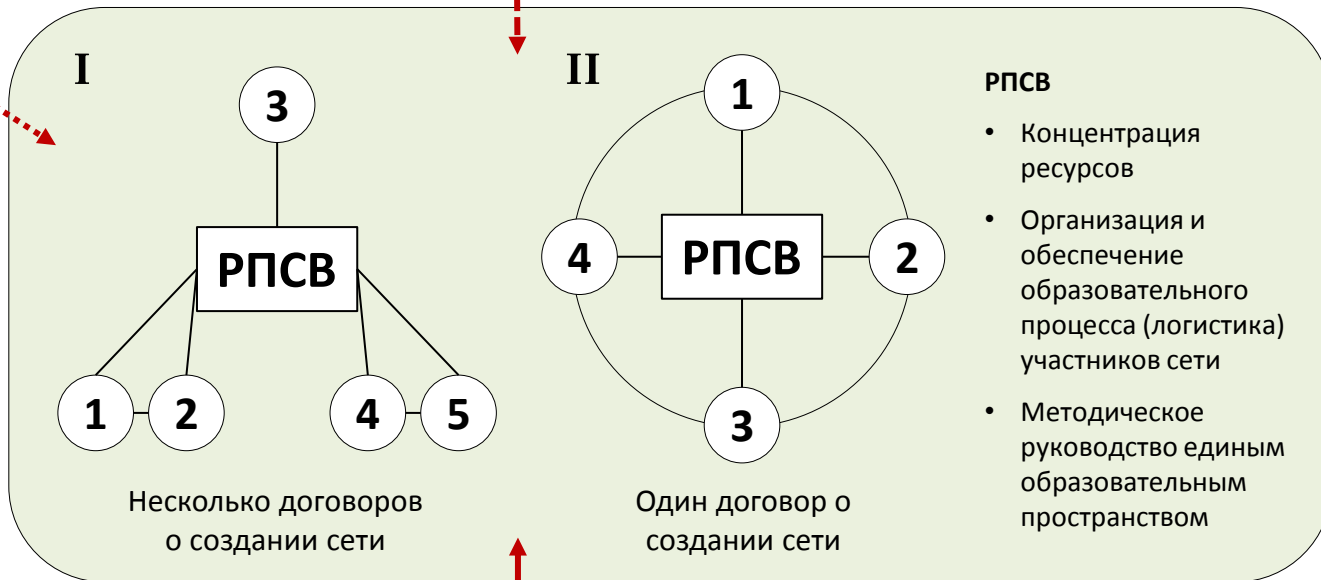 I
3
РПСВ
1
2
4
5
Несколько договоров
о создании сети
II
1
4
РПСВ
2
3
Один договор о
создании сети
РПСВ
• Концентрация
ресурсов
• Организация и
обеспечение
образовательного
процесса (логистика)
участников сети
• Методическое
руководство единым
образовательным
пространством